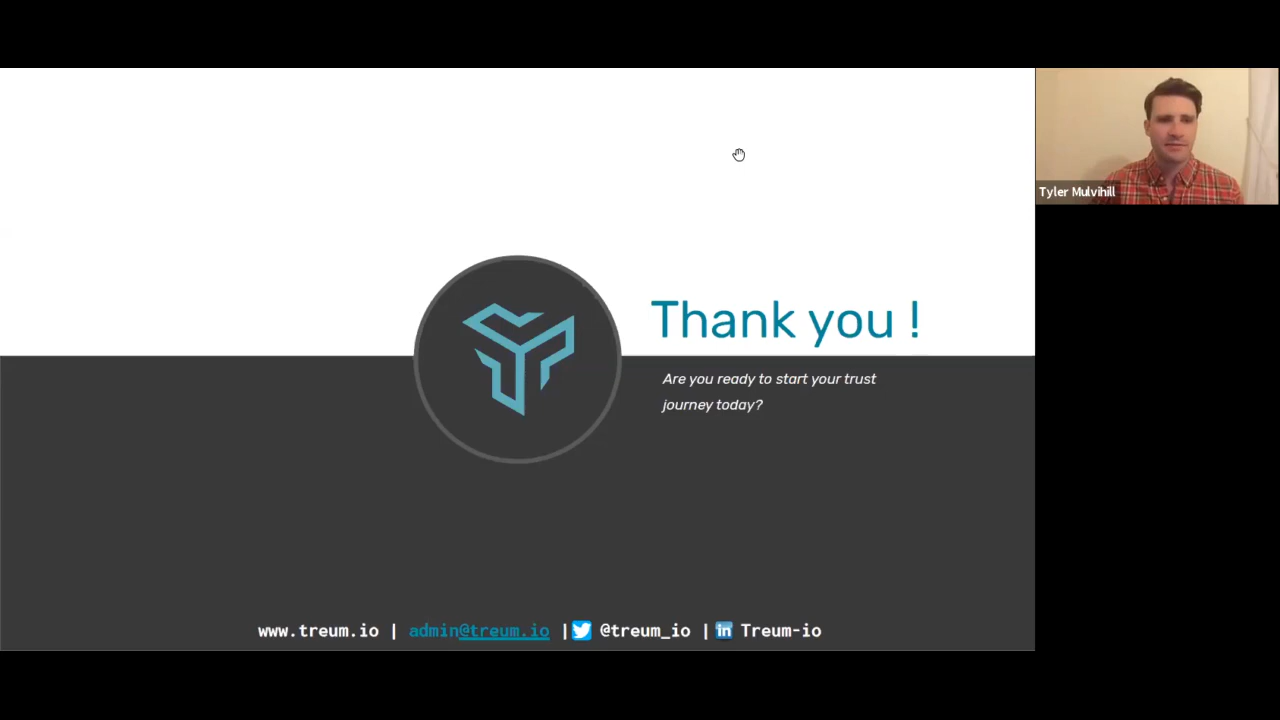 Tyler Mulvihill
Thank you !
Are you ready to start your trust
journey today?
www.treum.io | admin@treum.io | @treum_io | in Treum-io